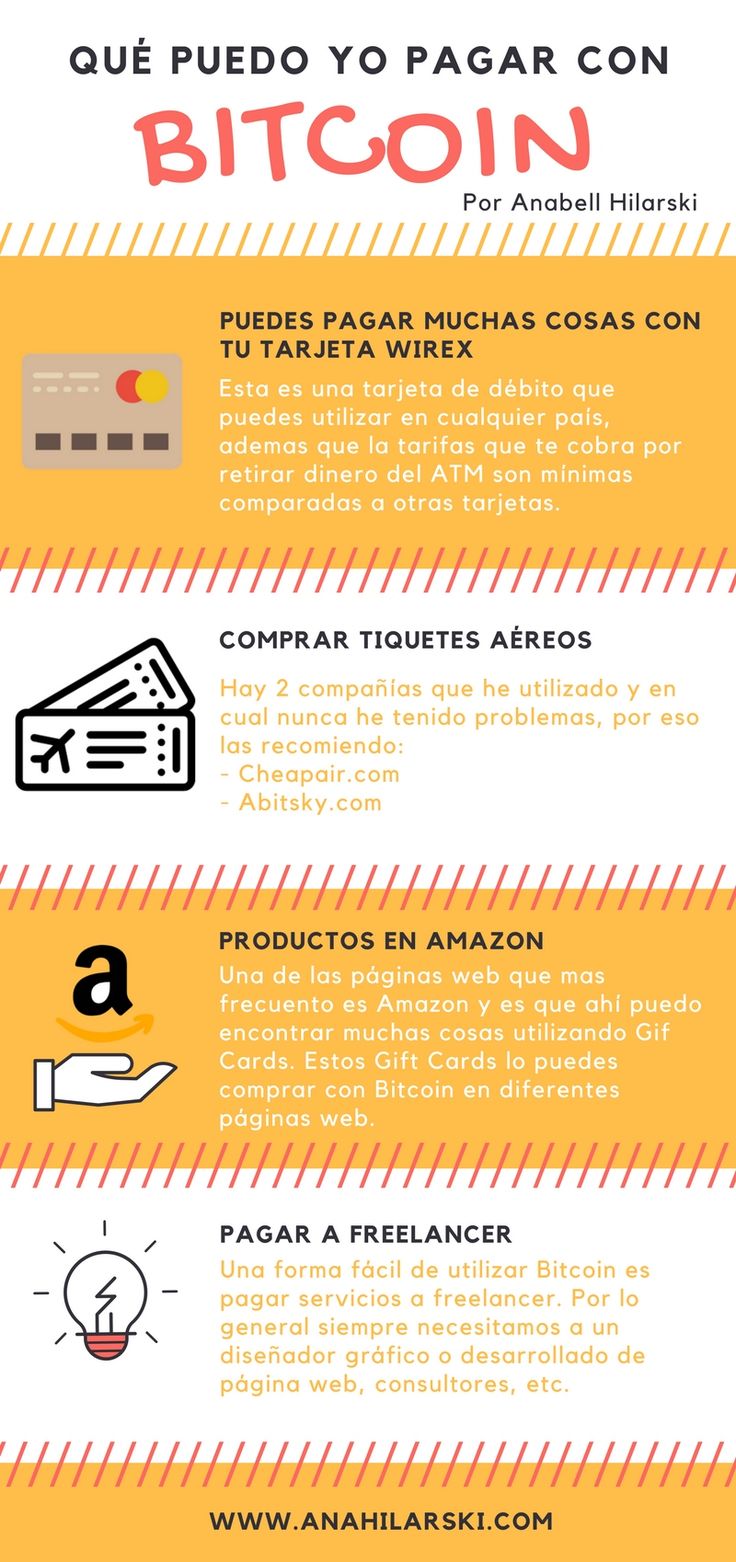 QUÉ PUEDO YO PAGAR CON
BITCOIN
Por Anabell Hilarski
PUEDES PAGAR MUCHAS COSAS CON
TU TARJETA WIREX
Esta es una tarjeta de débito que
puedes utilizar en cualquier país,
ademas que la tarifas que te cobra por
retirar dinero del ATM son mínimas
comparadas a otras tarjetas.
COMPRAR TIQUETES AÉREOS
Hay 2 compañías que he utilizado y en
cual nunca he tenido problemas, por eso
las recomiendo:
- Cheapair.com
- Abitsky.com
PRODUCTOS EN AMAZON
a
Una de las páginas web que mas
frecuento es Amazon y es que ahí puedo
encontrar muchas cosas utilizando Gif
Cards. Estos Gift Cards lo puedes
comprar con Bitcoin en diferentes
páginas web.
PAGAR A FREELANCER
Una forma fácil de utilizar Bitcoin es
pagar servicios a freelancer. Por lo
general siempre necesitamos a un
diseñador gráfico o desarrollado de
página web, consultores, etc.
WWW.ANAHILARSKI.COM